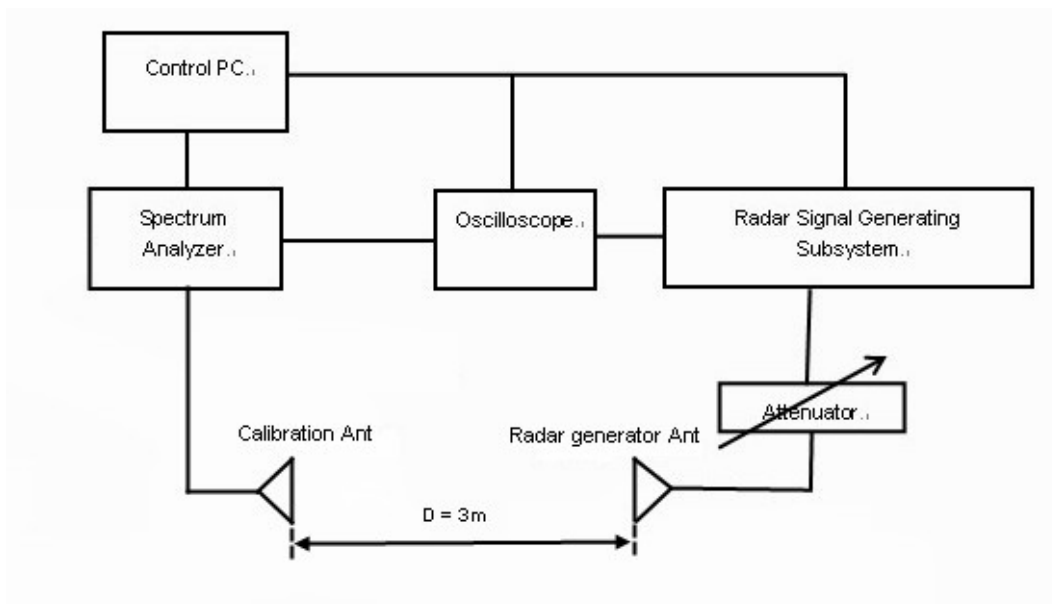 Control PC.
Spectrum
Analyzer.
Oscilloscope.
Radar Signal Generating
Subsystem.
Attenuator.
Calibration Ant
Radar generator Ant
D = 3m